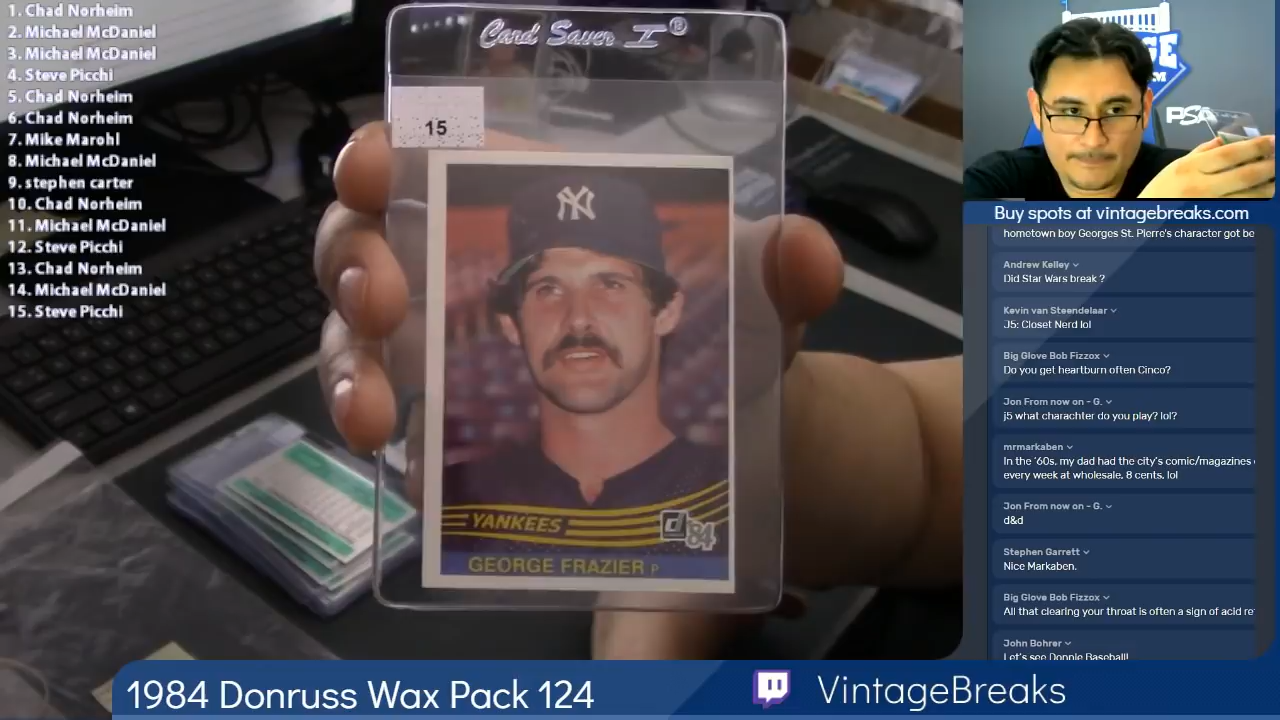 1. Chad Norheim
2. Michael McDaniel
3. Michael McDaniel
4. Steve Picchi
5. Chad Norheim
6. Chad Norheim
7. Mike Marohl
8. Michael McDaniel
9. stephen carter
10. Chad Norheim
11. Michael McDaniel
12. Steve Picchi
13. Chad Norheim
14. Michael McDaniel
15. Steve Picchi
Card Saver I®
15
NY
YANKEES
d
'84
GEORGE FRAZIER P
PSA
Buy spots at vintagebreaks.com
hometown boy Georges St. Pierre's character got be
Andrew Kelley
Did Star Wars break ?
Kevin van Steendelaar
J5: Closet Nerd lol
Big Glove Bob Fizzox
Do you get heartburn often Cinco?
Jon From now on - G.
j5 what charachter do you play? lol?
mrmarkaben
In the '60s, my dad had the city's comic/magazines
every week at wholesale, 8 cents, lol
Jon From now on - G.
d&d
Stephen Garrett
Nice Markaben.
Big Glove Bob Fizzox
All that clearing your throat is often a sign of acid
John Bohrer
Let's see Donnie Baseball!
1984 Donruss Wax Pack 124
VintageBreaks